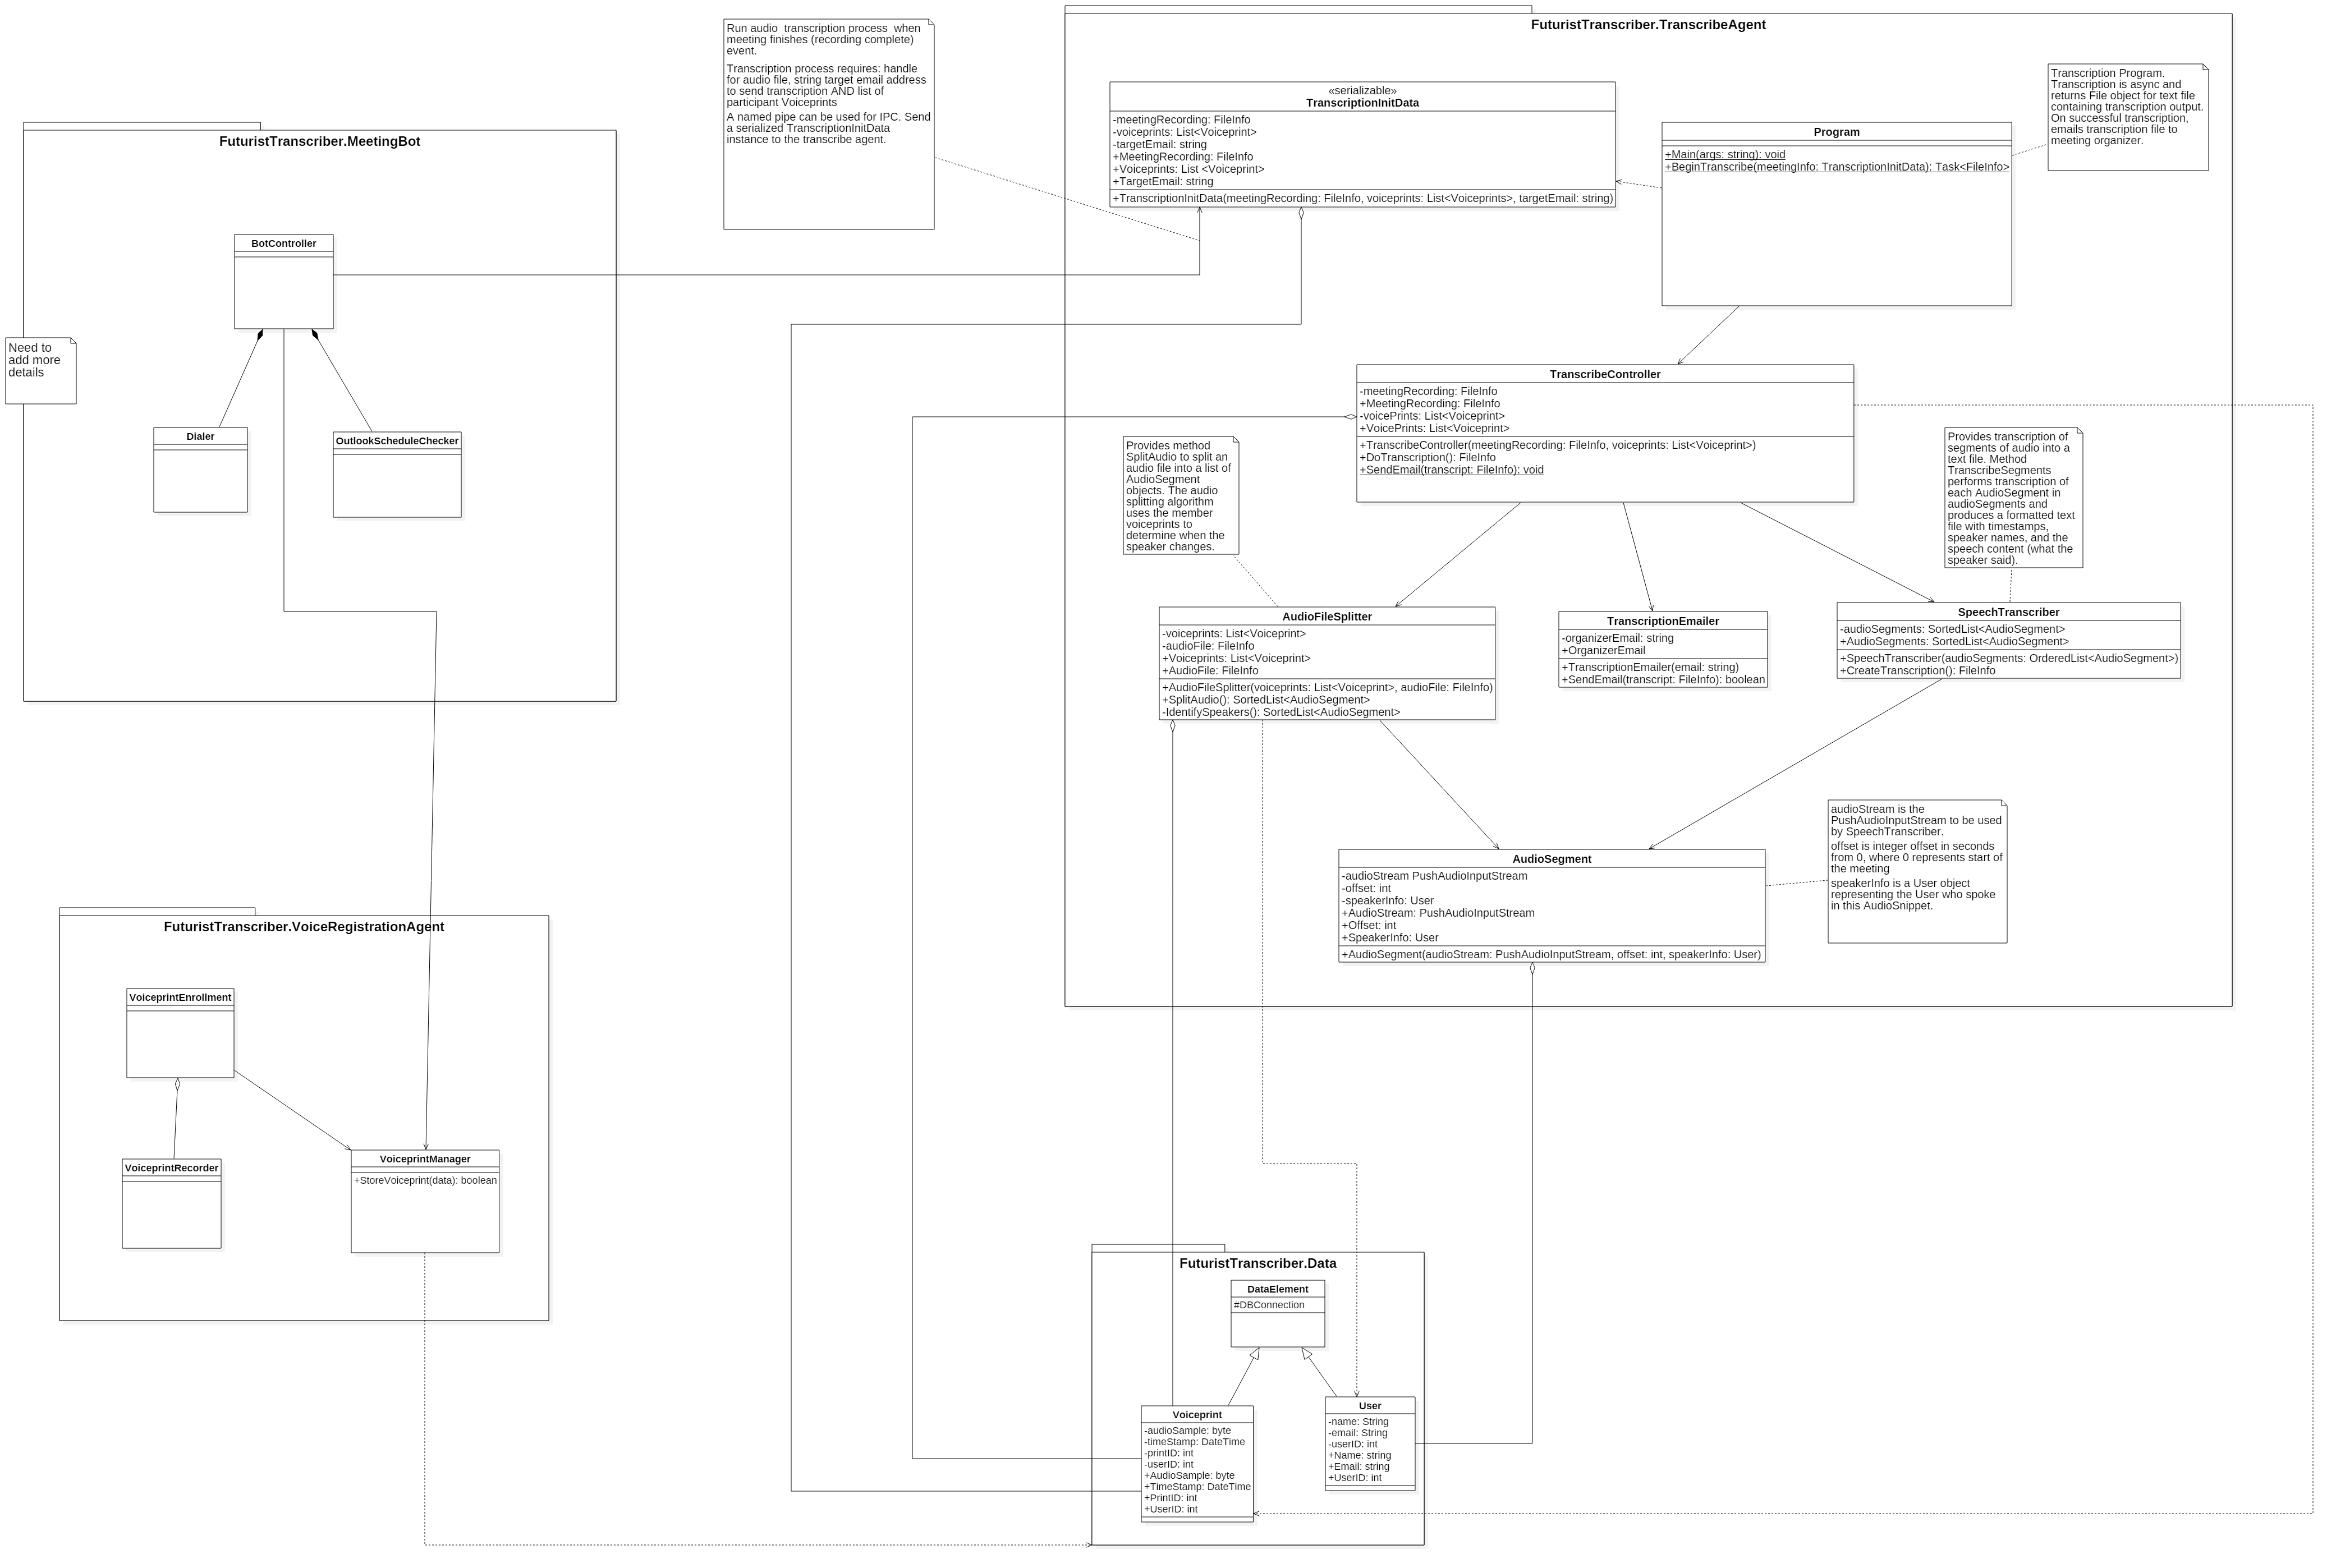 Run audio  transcription process  when
meeting finishes (recording complete)
event.
Transcription process requires: handle
for audio file, string target email address
to send transcription AND list of
participant Voiceprints
A named pipe can be used for IPC. Send
a serialized TranscriptionInitData
instance to the transcribe agent.
FuturistTranscriber.TranscribeAgent
«serializable»
TranscriptionInitData
-meetingRecording: FileInfo
-voiceprints: List<Voiceprint>
-targetEmail: string
+MeetingRecording: FileInfo
+Voiceprints: List <Voiceprint>
+TargetEmail: string
+TranscriptionInitData(meetingRecording: FileInfo, voiceprints: List<Voiceprints>, targetEmail: string)
Program
+Main(args: string): void
+BeginTranscribe(meetingInfo: TranscriptionInitData): Task<FileInfo>
Transcription Program.
Transcription is async and
returns File object for text file
containing transcription output.
On successful transcription,
emails transcription file to
meeting organizer.
FuturistTranscriber.MeetingBot
BotController
Need to
add more
details
Dialer
OutlookScheduleChecker
TranscribeController
-meetingRecording: FileInfo
+MeetingRecording: FileInfo
-voicePrints: List<Voiceprint>
+VoicePrints: List<Voiceprint>
+TranscribeController(meetingRecording: FileInfo, voiceprints: List<Voiceprint>)
+DoTranscription(): FileInfo
+SendEmail(transcript: FileInfo): void
Provides method
SplitAudio to split an
audio file into a list of
AudioSegment
objects. The audio
splitting algorithm
uses the member
voiceprints to
determine when the
speaker changes.
Provides transcription of
segments of audio into a
text file. Method
TranscribeSegments
performs transcription of
each AudioSegment in
audioSegments and
produces a formatted text
file with timestamps,
speaker names, and the
speech content (what the
speaker said).
AudioFileSplitter
-voiceprints: List<Voiceprint>
-audioFile: FileInfo
+Voiceprints: List<Voiceprint>
+AudioFile: FileInfo
+AudioFileSplitter(voiceprints: List<Voiceprint>, audioFile: FileInfo)
+SplitAudio(): SortedList<AudioSegment>
-IdentifySpeakers(): SortedList<AudioSegment>
TranscriptionEmailer
-organizerEmail: string
+OrganizerEmail
+TranscriptionEmailer(email: string)
+SendEmail(transcript: FileInfo): boolean
SpeechTranscriber
-audioSegments: SortedList<AudioSegment>
+AudioSegments: SortedList<AudioSegment>
+SpeechTranscriber(audioSegments: OrderedList<AudioSegment>)
+CreateTranscription(): FileInfo
AudioSegment
-audioStream PushAudioInputStream
-offset: int
-speakerInfo: User
+AudioStream: PushAudioInputStream
+Offset: int
+SpeakerInfo: User
+AudioSegment(audioStream: PushAudioInputStream, offset: int, speakerInfo: User)
audioStream is the
PushAudioInputStream to be used
by SpeechTranscriber.
offset is integer offset in seconds
from 0, where 0 represents start of
the meeting
speakerInfo is a User object
representing the User who spoke
in this AudioSnippet.
FuturistTranscriber.VoiceRegistrationAgent
VoiceprintEnrollment
VoiceprintRecorder
VoiceprintManager
+StoreVoiceprint(data): boolean
FuturistTranscriber.Data
DataElement
#DBConnection
Voiceprint
-audioSample: byte
-timeStamp: DateTime
-printID: int
-userID: int
+AudioSample: byte
+TimeStamp: DateTime
+PrintID: int
+UserID: int
User
-name: String
-email: String
-userID: int
+Name: string
+Email: string
+UserID: int